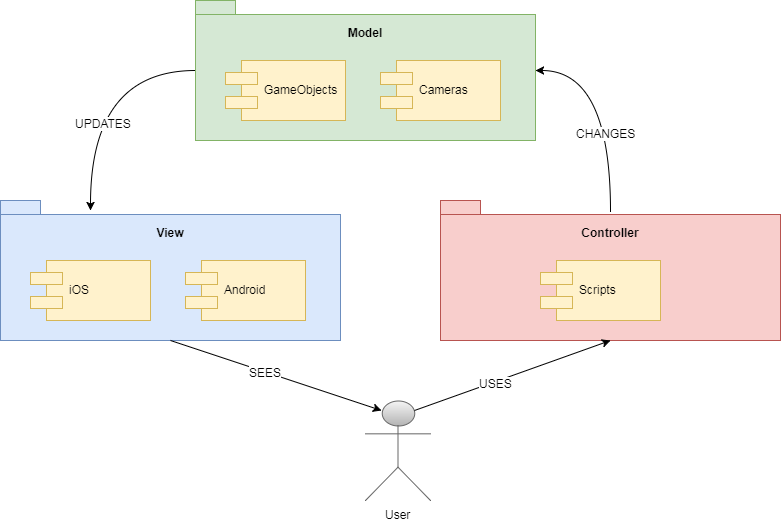 Model
GameObjects
Cameras
UPDATES
CHANGES
View
iOS
Android
Controller
Scripts
SEES
USES
User